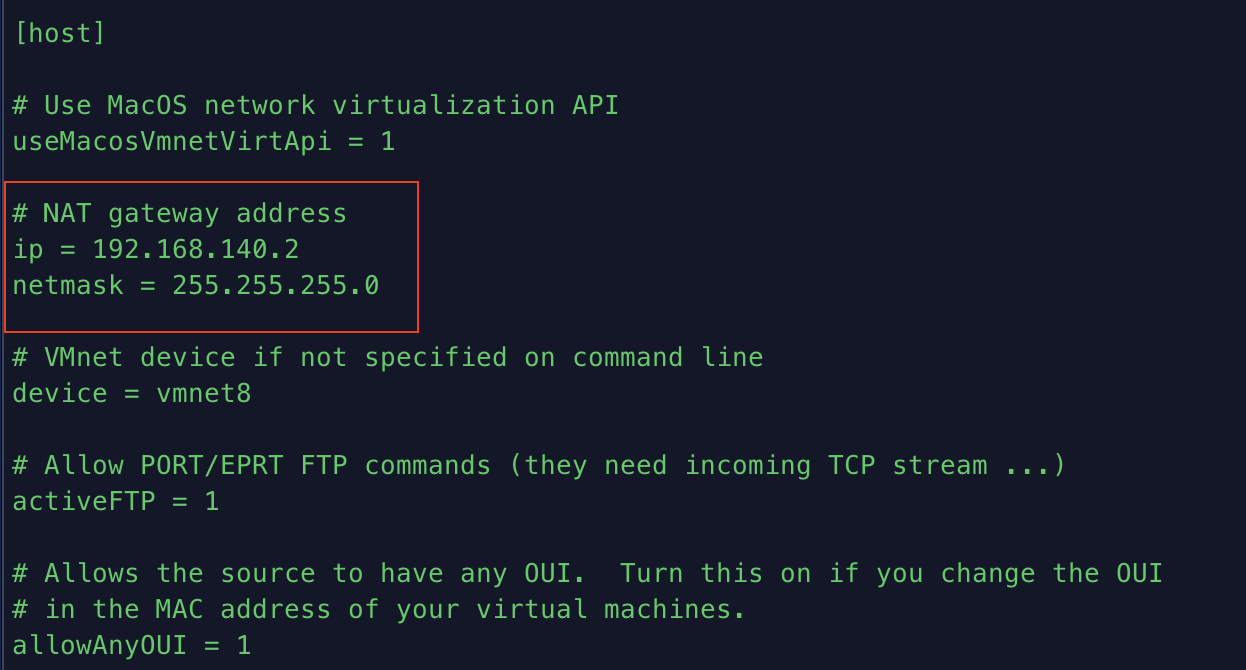 [host]
# Use MacOS network virtualization API
useMacosVmnetVirtApi = 1
# NAT gateway address
ip = 192.168.140.2
netmask = 255.255.255.0
# VMnet device if not specified on command line
device = vmnet8
# Allow PORT/EPRT FTP commands (they need incoming TCP stream ...)
activeFTP = 1
# Allows the source to have any OUI.  Turn this on if you change the OUI
# in the MAC address of your virtual machines.
allowAnyOUI = 1